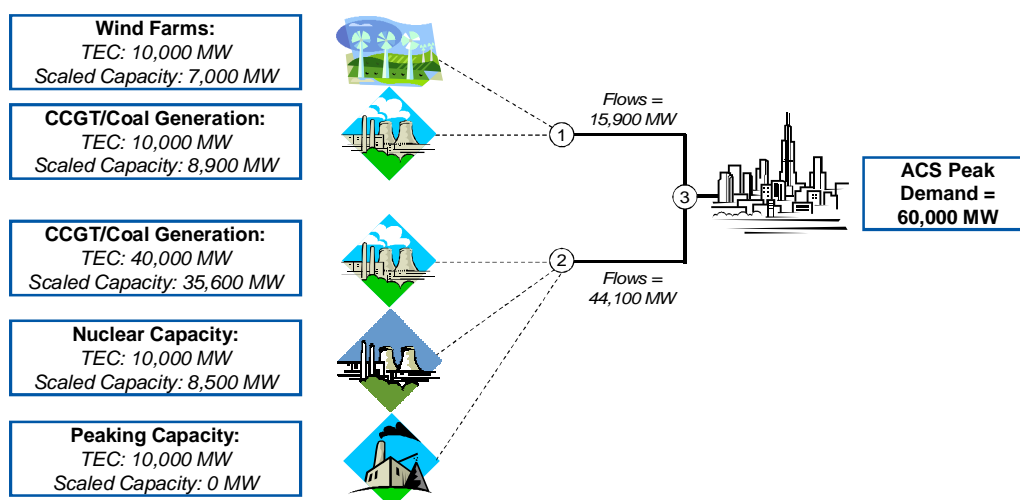 Wind Farms:
TEC: 10,000 MW
Scaled Capacity: 7,000 MW
CCGT/Coal Generation:
TEC: 10,000 MW
Scaled Capacity: 8,900 MW
CCGT/Coal Generation:
TEC: 40,000 MW
Scaled Capacity: 35,600 MW
Nuclear Capacity:
TEC: 10,000 MW
Scaled Capacity: 8,500 MW
Peaking Capacity:
TEC: 10,000 MW
Scaled Capacity: 0 MW
1
Flows =
15,900 MW
2
Flows =
44,100 MW
3
ACS Peak
Demand =
60,000 MW